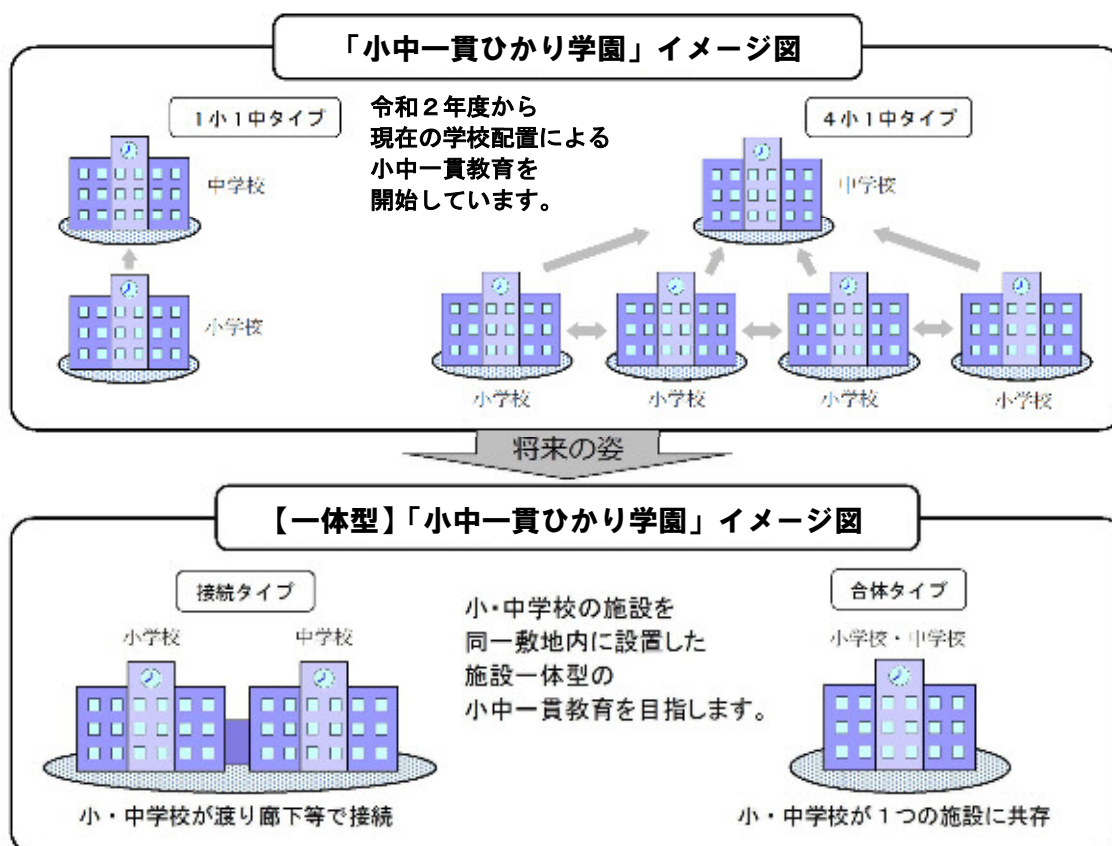 「小中一貫ひかり学園」イメージ図
1小1中タイプ
令和2年度から
現在の学校配置による
小中一貫教育を
開始しています。
4小1中タイプ
中学校
小学校
中学校
小学校
小学校
小学校
小学校
将来の姿
【一体型】「小中一貫ひかり学園」イメージ図
接続タイプ
小学校
中学校
小・中学校の施設を
同一敷地内に設置した
施設一体型の
小中一貫教育を目指します。
合体タイプ
小学校・中学校
小・中学校が渡り廊下等で接続
小・中学校が1つの施設に共存